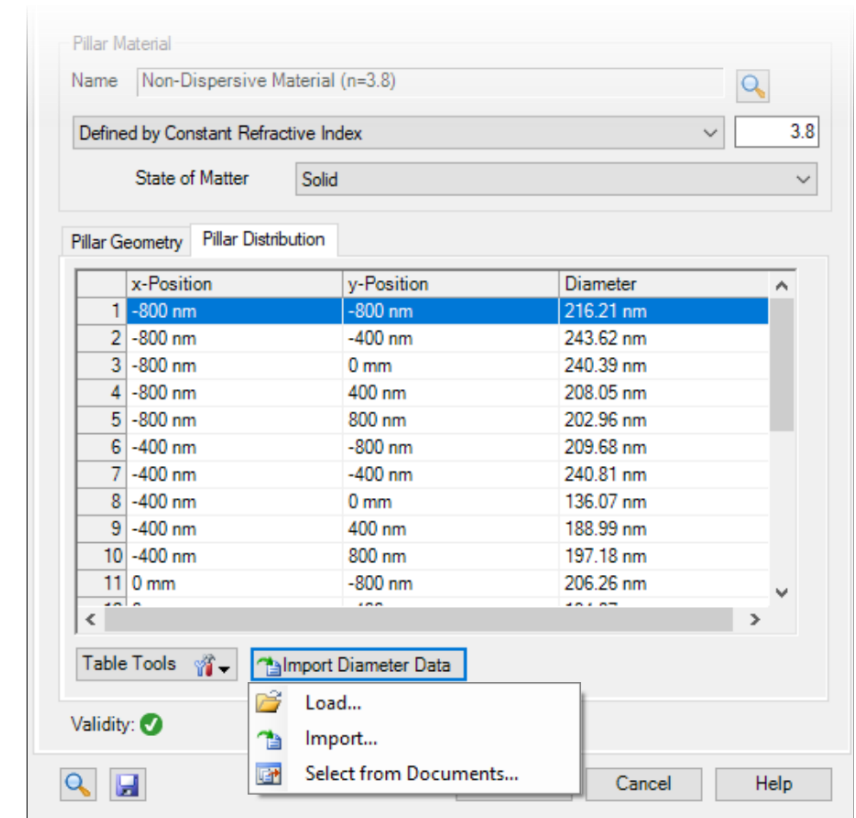 Pillar Material
Name Non-Dispersive Material (n=3.8)
Defined by Constant Refractive Index 3.8
State of Matter Solid
Pillar Geometry Pillar Distribution
x-Position y-Position Diameter
1 -800 nm -800 nm 216.21 nm
2 -800 nm -400 nm 243.62 nm
3 -800 nm 0 mm 240.39 nm
4 -800 nm 400 nm 208.05 nm
5 -800 nm 800 nm 202.96 nm
6 -400 nm -800 nm 209.68 nm
7 -400 nm -400 nm 240.81 nm
8 -400 nm 0 mm 136.07 nm
9 -400 nm 400 nm 188.99 nm
10 -400 nm 800 nm 197.18 nm
11 0 mm -800 nm 206.26 nm
Table Tools Import Diameter Data
Load...
Validity:
Import...
Select from Documents...
Cancel Help